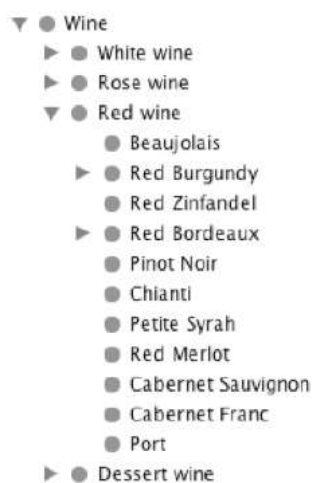 Wine
White wine
Rose wine
Red wine
Beaujolais
Red Burgundy
Red Zinfandel
Red Bordeaux
Pinot Noir
Chianti
Petite Syrah
Red Merlot
Cabernet Sauvignon
Cabernet Franc
Port
Dessert wine